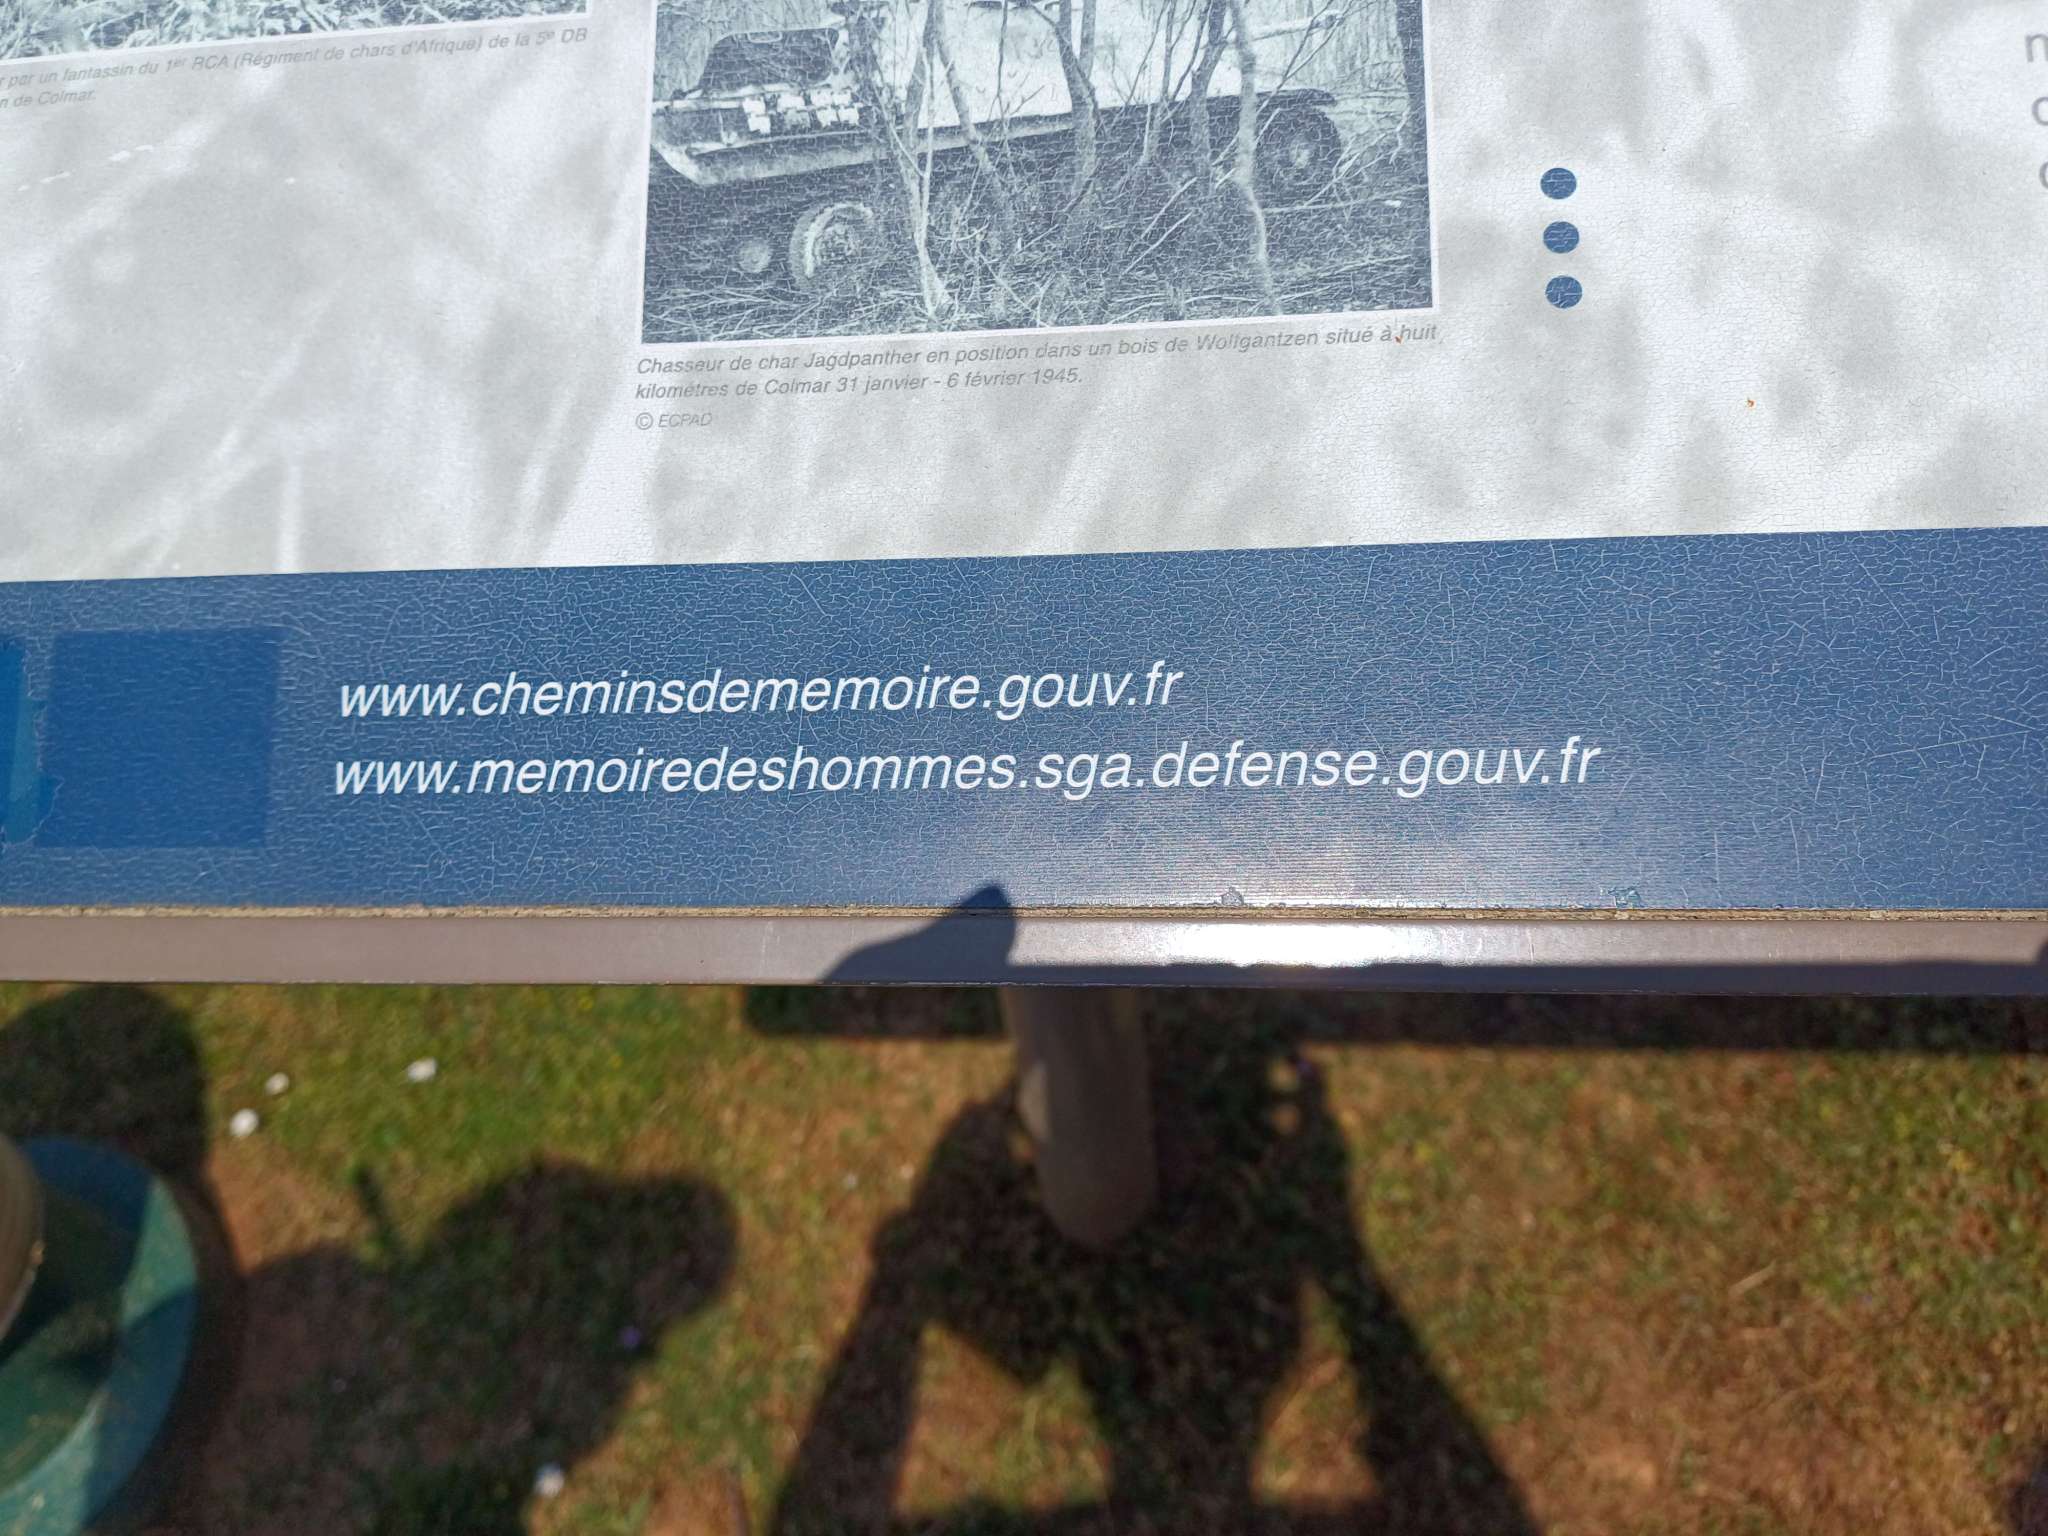 r par un fantassin du 1er RCA (Régiment de chars d'Afrique) de la 5e DB
n de Colmar.
Chasseur de char Jagdpanther en position dans un bois de Wolfgantzen situé à huit
kilomètres de Colmar 31 janvier - 6 février 1945.
© ECPAD
www.cheminsdememoire.gouv.fr
www.memoiredeshommes.sga.defense.gouv.fr